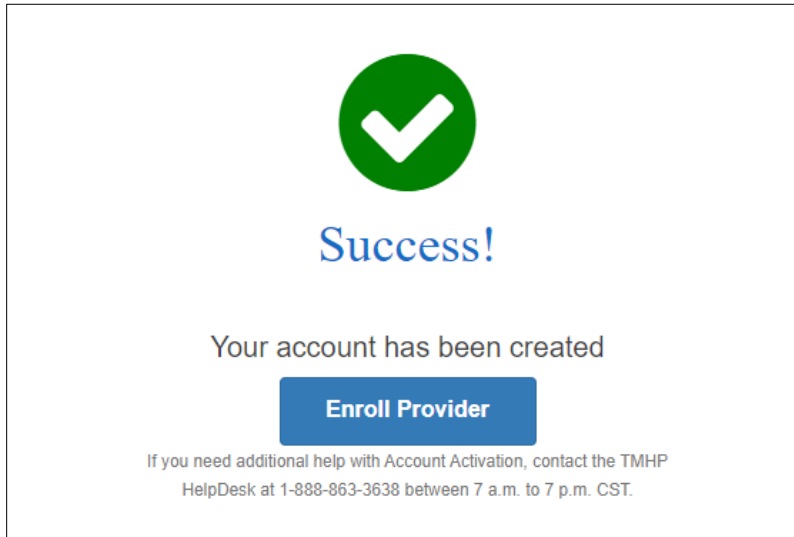 Success!
Your account has been created
Enroll Provider
If you need additional help with Account Activation, contact the TMHP
HelpDesk at 1-888-863-3638 between 7 a.m. to 7 p.m. CST.